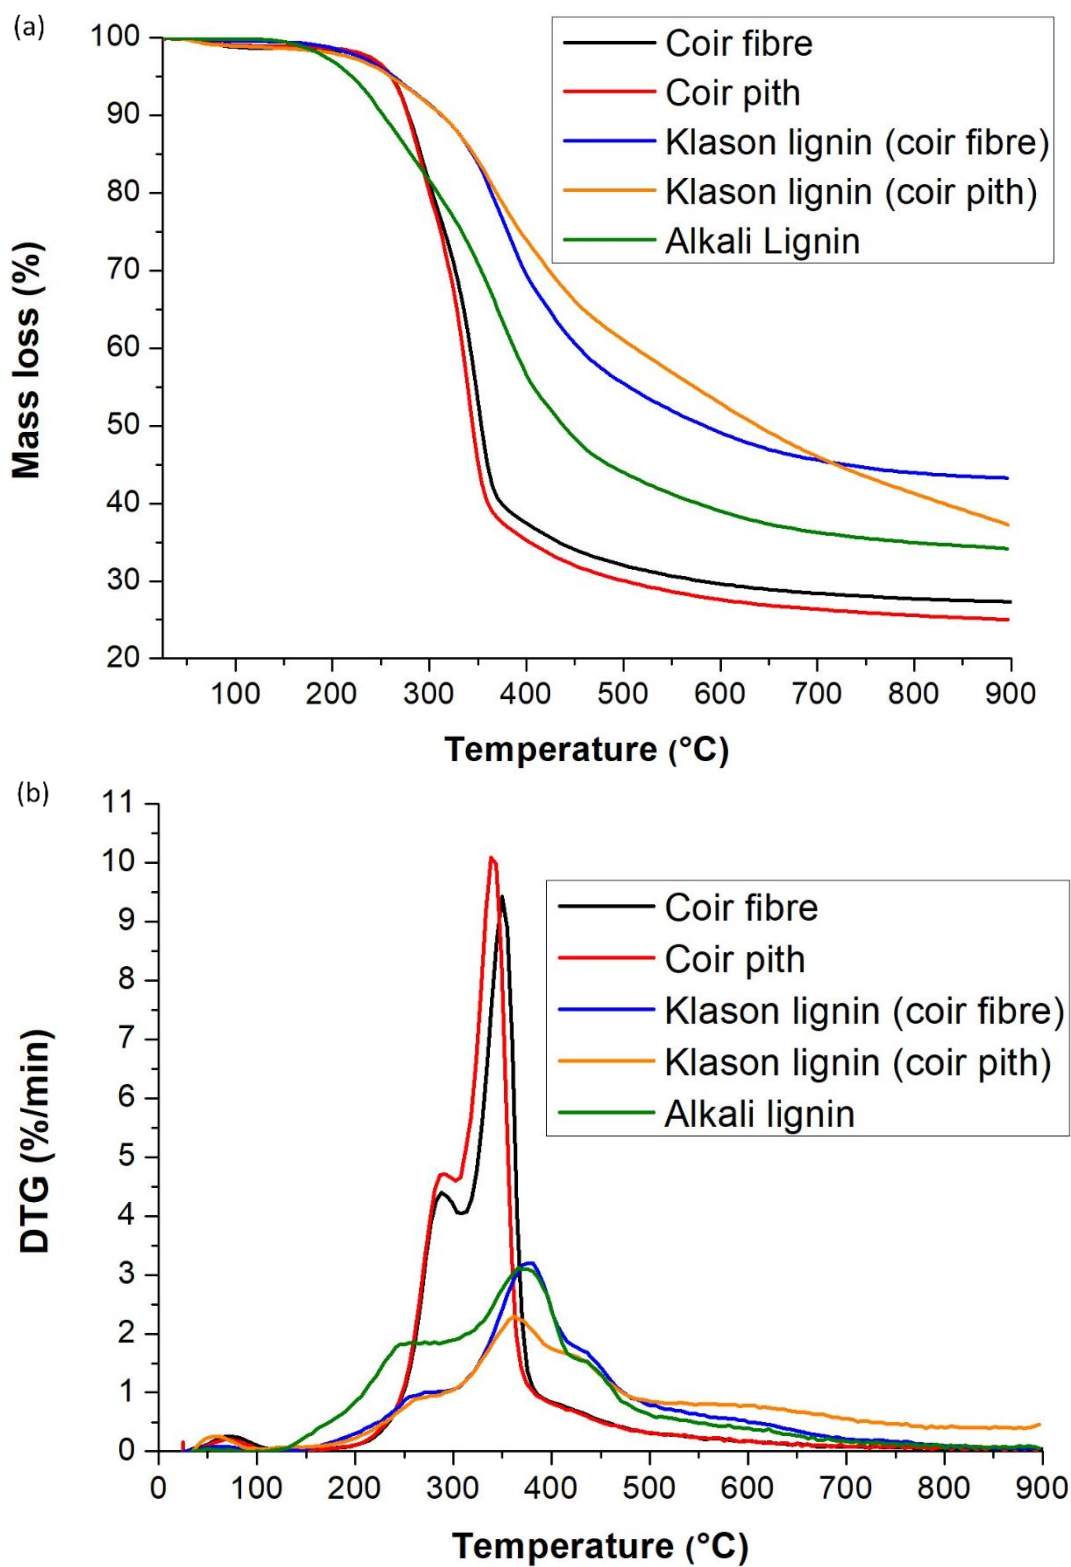 (a)
100
90
80
70
60
50
40
30
20
Mass loss (%)
Coir fibre
Coir pith
Klason lignin (coir fibre)
Klason lignin (coir pith)
Alkali Lignin
100 200 300 400 500 600 700 800 900
Temperature (°C)
(b)
11
10
9
8
7
6
5
4
3
2
1
0
DTG (%/min)
Coir fibre
Coir pith
Klason lignin (coir fibre)
Klason lignin (coir pith)
Alkali lignin
0 100 200 300 400 500 600 700 800 900
Temperature (°C)